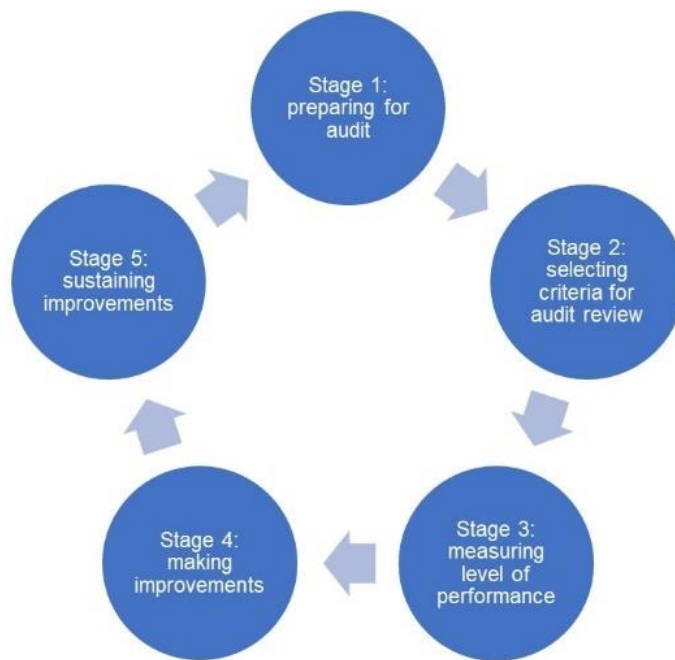 Stage 1:
preparing for
audit
Stage 2:
selecting
criteria for
audit review
Stage 3:
measuring
level of
performance
Stage 4:
making
improvements
Stage 5:
sustaining
improvements